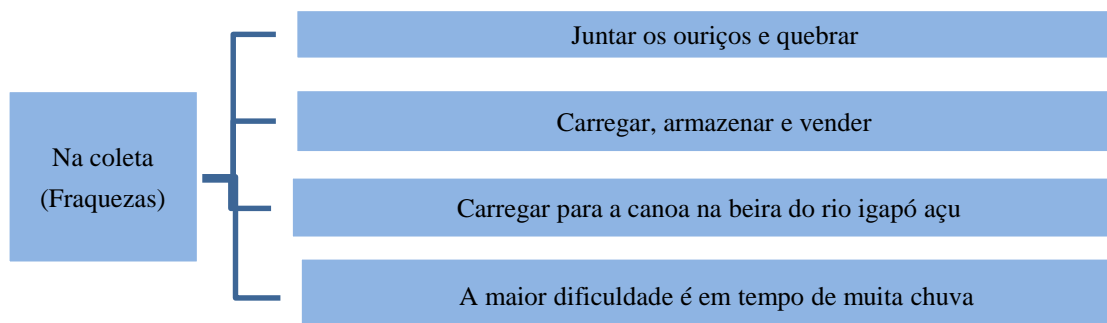 Na coleta
(Fraquezas)
Juntar os ouriços e quebrar
Carregar, armazenar e vender
Carregar para a canoa na beira do rio igapó açu
A maior dificuldade é em tempo de muita chuva